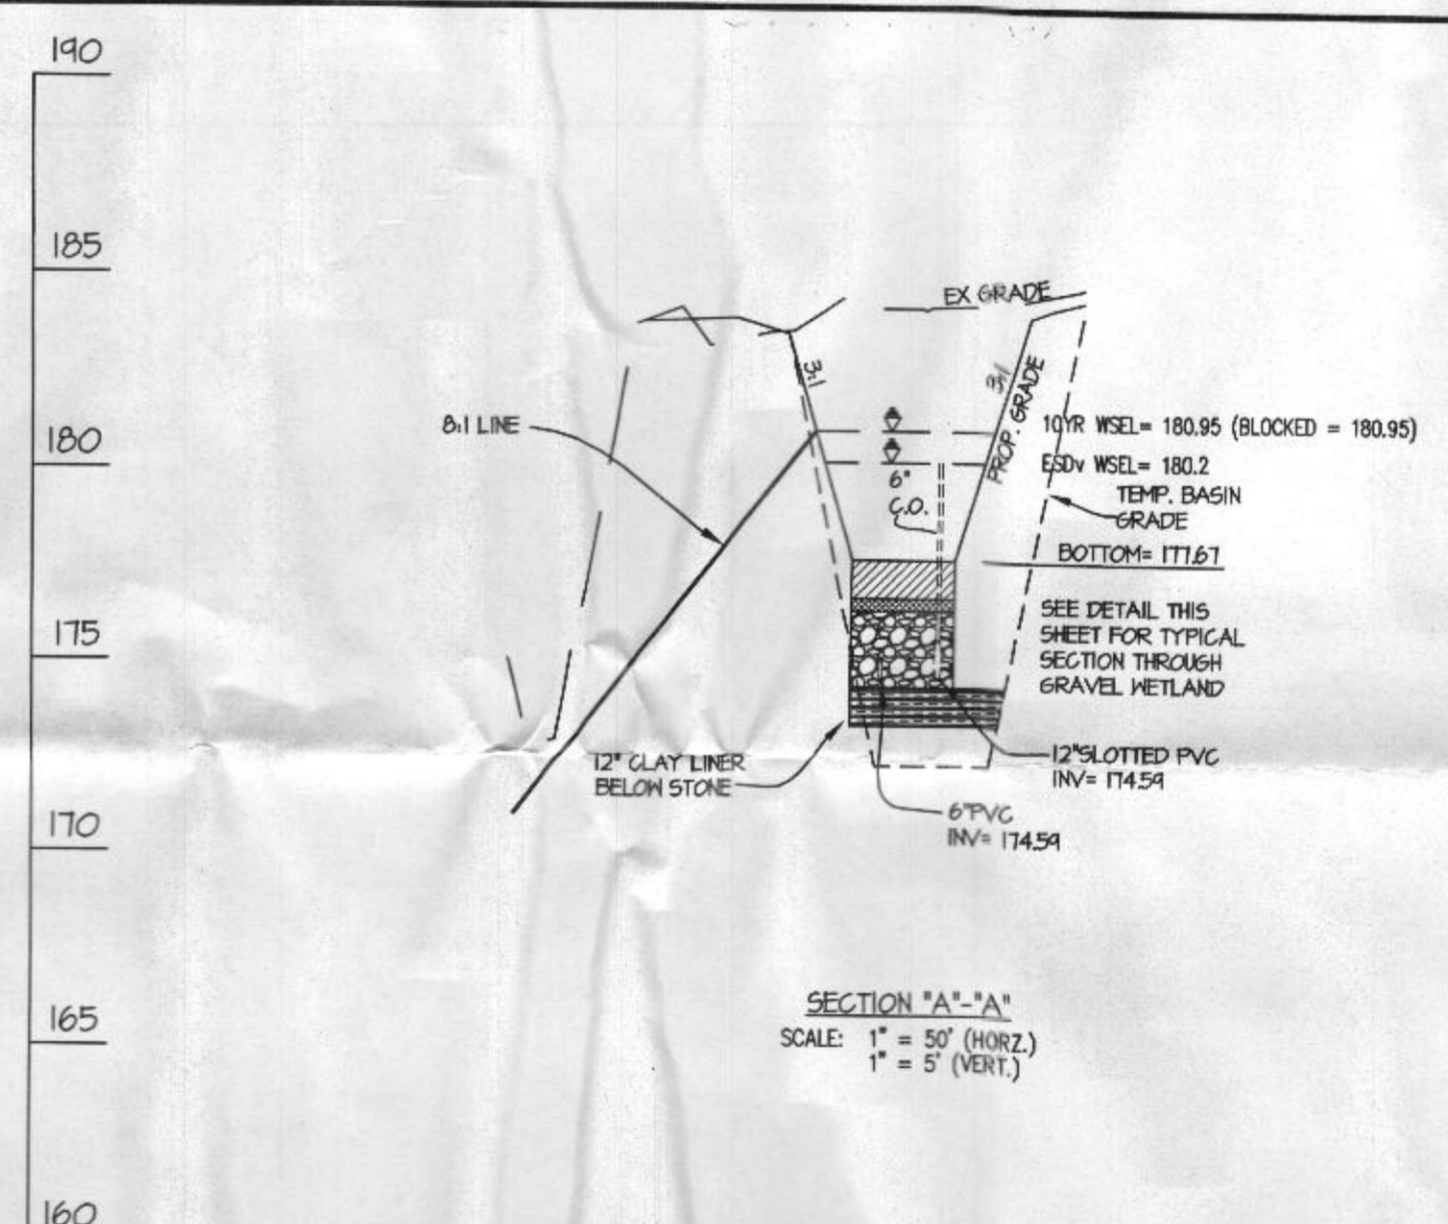 190
185
180
175
170
165
160
EX GRADE
3:1
3:1
PROP. GRADE
8:1 LINE
10YR WSEL= 180.95 (BLOCKED = 180.95)
ESDv WSEL= 180.2
6"
C.O.
TEMP. BASIN
GRADE
BOTTOM= 177.67
SEE DETAIL THIS
SHEET FOR TYPICAL
SECTION THROUGH
GRAVEL WETLAND
12" CLAY LINER
BELOW STONE
12"SLOTTED PVC
INV= 174.59
6"PVC
INV= 174.59
SECTION "A"-"A"
SCALE: 1" = 50' (HORZ.)
1" = 5' (VERT.)